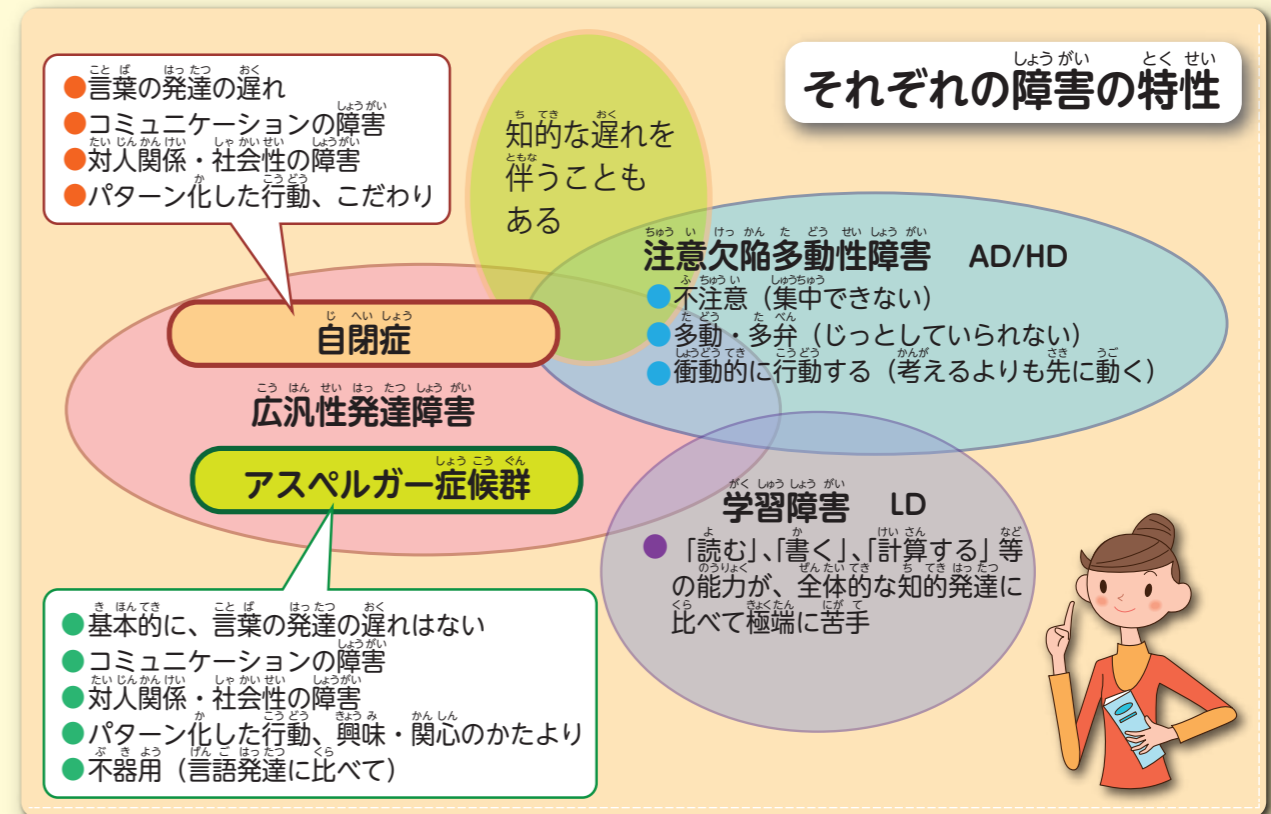 それぞれの障害の特性
●言葉の発達の遅れ
●コミュニケーションの障害
●対人関係・社会性の障害
●パターン化した行動、こだわり
知的な遅れを
伴うことも
ある
自閉症
広汎性発達障害
アスペルガー症候群
●基本的に、言葉の発達の遅れはない
●コミュニケーションの障害
●対人関係・社会性の障害
●パターン化した行動、興味・関心のかたより
●不器用（言語発達に比べて）
注意欠陥多動性障害 AD/HD
●不注意（集中できない）
●多動・多弁（じっとしていられない）
●衝動的に行動する（考えるよりも先に動く）
学習障害 LD
●「読む」、「書く」、「計算する」等
の能力が、全体的な知的発達に
比べて極端に苦手